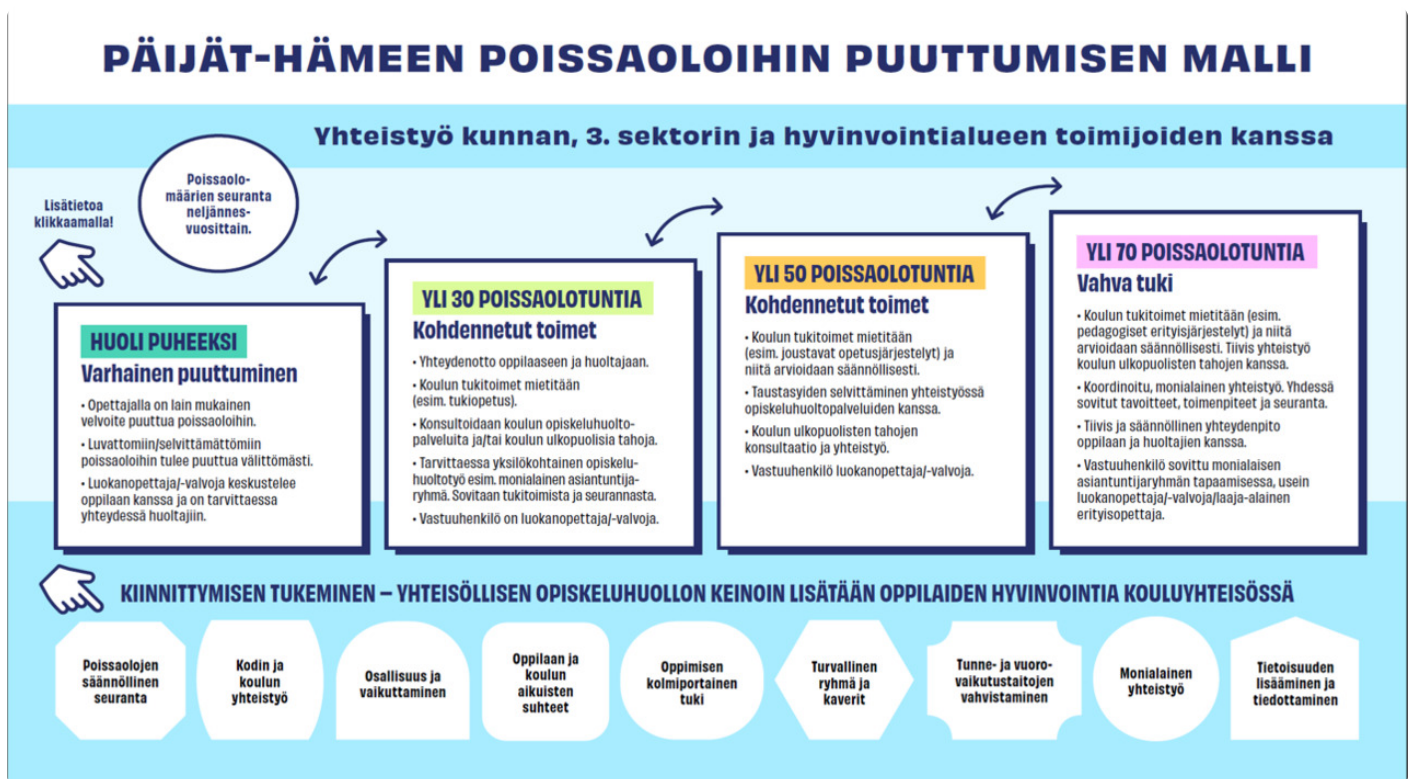 PÄIJÄT-HÄMEEN POISSAOLOIHIN PUUTTUMISEN MALLI
Yhteistyö kunnan, 3. sektorin ja hyvinvointialueen toimijoiden kanssa
Poissaolo-
määrien seuranta
neljännes-
vuosittain.
Lisätietoa
klikkaamalla!
HUOLI PUHEEKSI
Varhainen puuttuminen
• Opettajalla on lain mukainen
velvoite puuttua poissaoloihin.
• Luvattomiin/selvittämättömiin
poissaoloihin tulee puuttua välittömästi.
• Luokanopettaja/-valvoja keskustelee
oppilaan kanssa ja on tarvittaessa
yhteydessä huoltajiin.
YLI 30 POISSAOLOTUNTIA
Kohdennetut toimet
• Yhteydenotto oppilaaseen ja huoltajaan.
• Koulun tukitoimet mietitään
(esim. tukiopetus).
• Konsultoidaan koulun opiskeluhuolto-
palveluita ja/tai koulun ulkopuolisia tahoja.
• Tarvittaessa yksilökohtainen opiskelu-
huoltotyö esim. monialainen asiantuntija-
ryhmä. Sovitaan tukitoimista ja seurannasta.
• Vastuuhenkilö on luokanopettaja/-valvoja.
YLI 50 POISSAOLOTUNTIA
Kohdennetut toimet
• Koulun tukitoimet mietitään
(esim. joustavat opetusjärjestelyt) ja
niitä arvioidaan säännöllisesti.
• Taustasyiden selvittäminen yhteistyössä
opiskeluhuoltopalveluiden kanssa.
• Koulun ulkopuolisten tahojen
konsultaatio ja yhteistyö.
• Vastuuhenkilö luokanopettaja/-valvoja.
YLI 70 POISSAOLOTUNTIA
Vahva tuki
• Koulun tukitoimet mietitään (esim.
pedagogiset erityisjärjestelyt) ja niitä
arvioidaan säännöllisesti. Tiivis yhteistyö
koulun ulkopuolisten tahojen kanssa.
• Koordinoitu, monialainen yhteistyö. Yhdessä
sovitut tavoitteet, toimenpiteet ja seuranta.
• Tiivis ja säännöllinen yhteydenpito
oppilaan ja huoltajien kanssa.
• Vastuuhenkilö sovittu monialaisen
asiantuntijaryhmän tapaamisessa, usein
luokanopettaja/-valvoja/laaja-alainen
erityisopettaja.
KIINNITTYMISEN TUKEMINEN – YHTEISÖLLISEN OPISKELUHUOLLON KEINOIN LISÄTÄÄN OPPILAIDEN HYVINVOINTIA KOULUYHTEISÖSSÄ
Poissaolojen
säännöllinen
seuranta
Kodin ja
koulun
yhteistyö
Osallisuus ja
vaikuttaminen
Oppilaan ja
koulun
aikuisten
suhteet
Oppimisen
kolmiportainen
tuki
Turvallinen
ryhmä ja
kaverit
Tunne- ja vuoro-
vaikutustaitojen
vahvistaminen
Monialainen
yhteistyö
Tietoisuuden
lisääminen ja
tiedottaminen